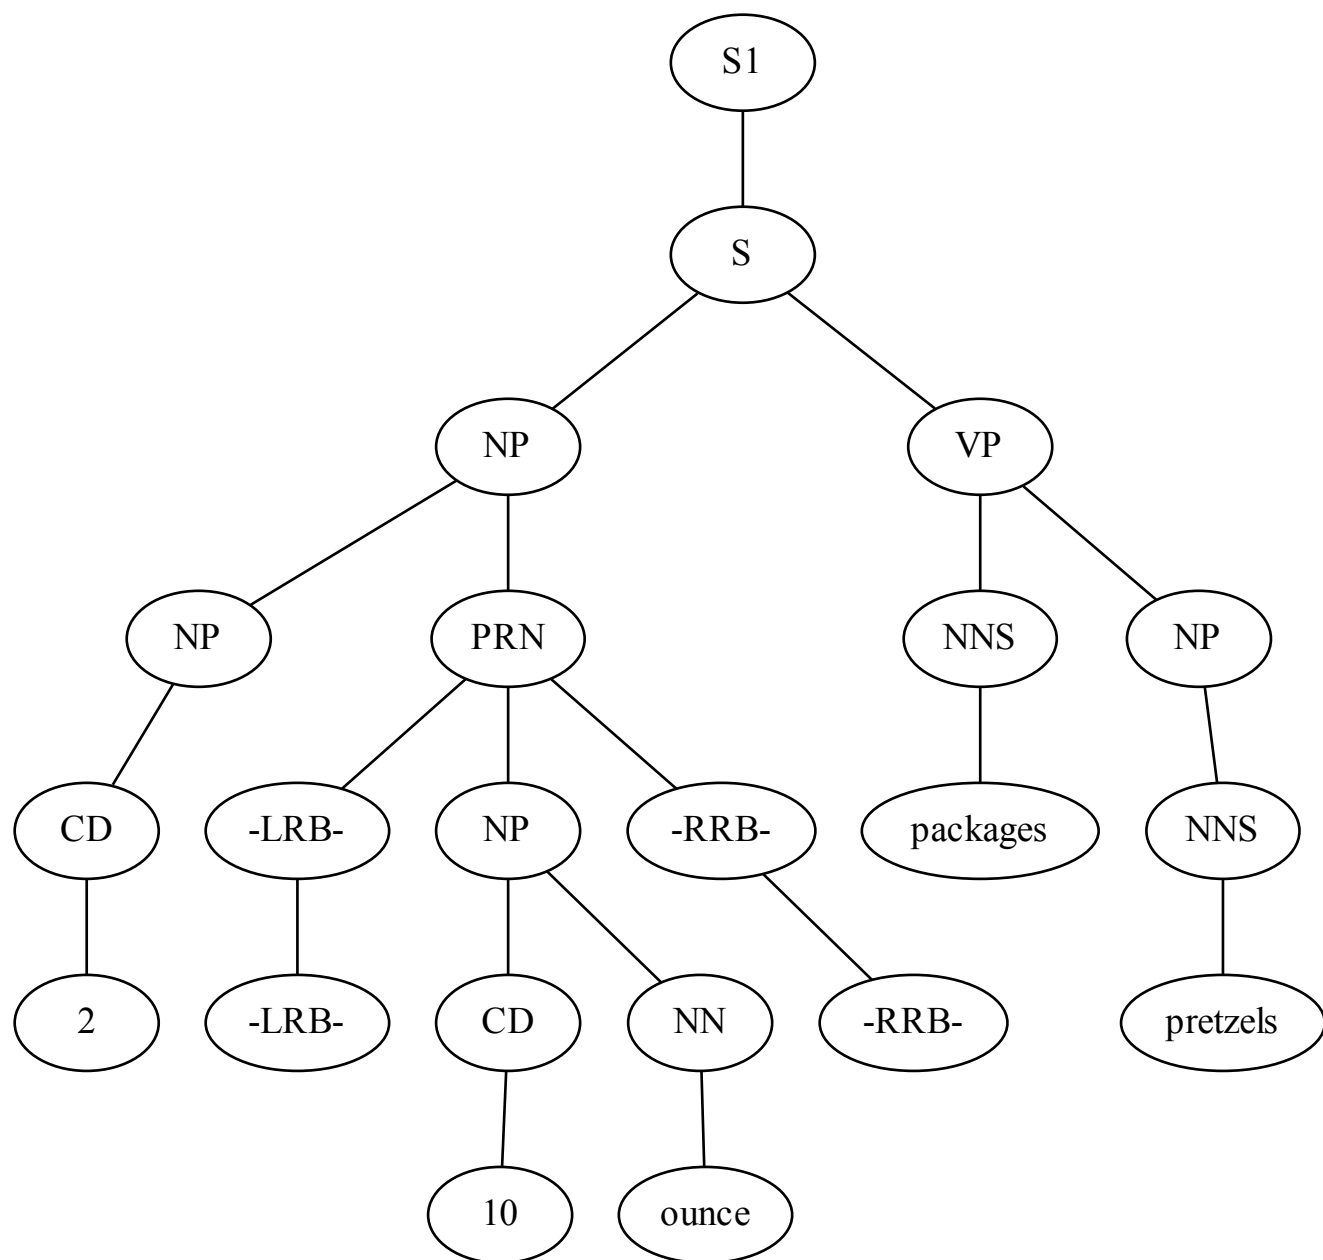 S1
S
NP VP
NP PRN NNS NP
CD -LRB- NP -RRB- packages NNS
2 -LRB- CD NN -RRB- pretzels
10 ounce